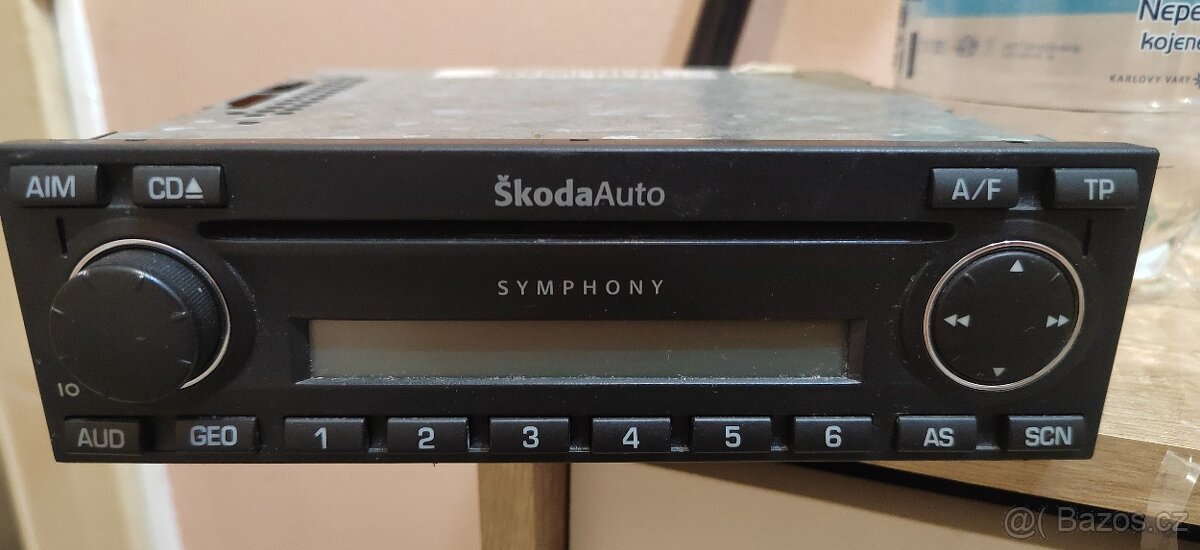 Nepe
kojene
KARLOVY VARY
AIM
CD
ŠkodaAuto
A/F
TP
SYMPHONY
IO
AUD
GEO
1
2
3
4
5
6
AS
SCN
@( Bazos.cz